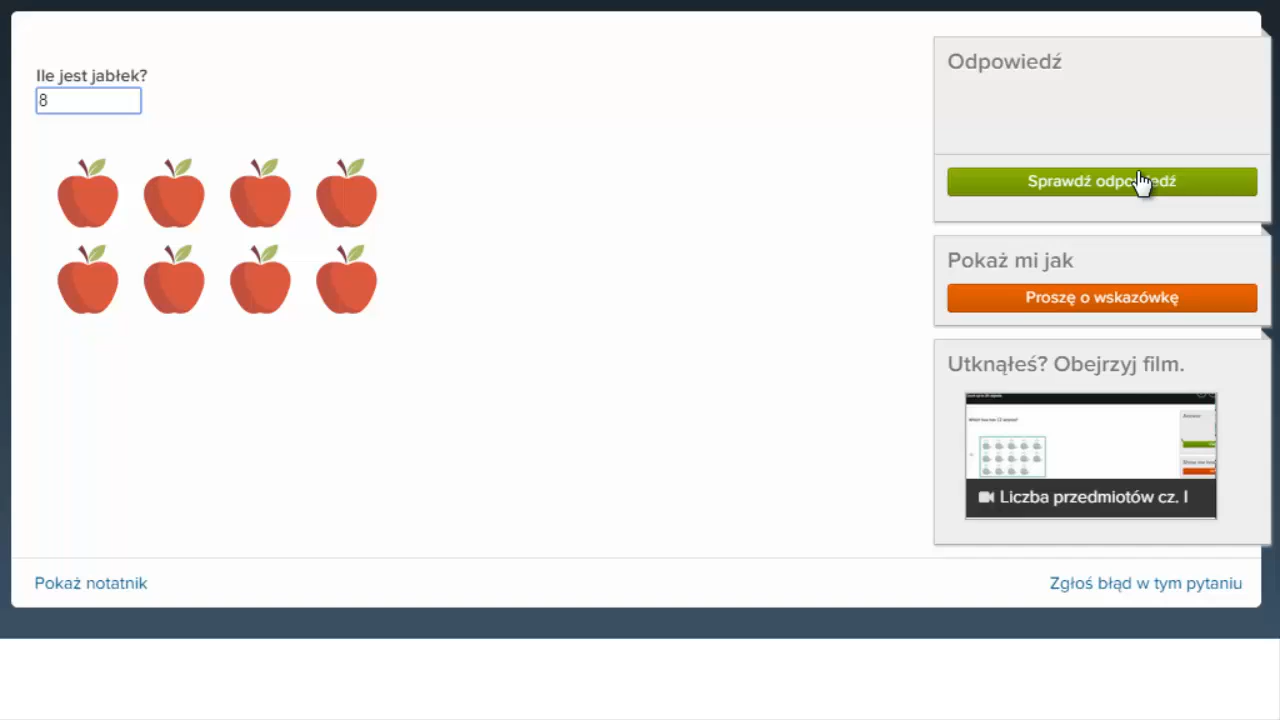 Ile jest jabłek?
8
Odpowiedź
Sprawdź odpowiedź
Pokaż mi jak
Proszę o wskazówkę
Utknąłeś? Obejrzyj film.
Liczba przedmiotów cz. I
Pokaż notatnik
Zgłoś błąd w tym pytaniu